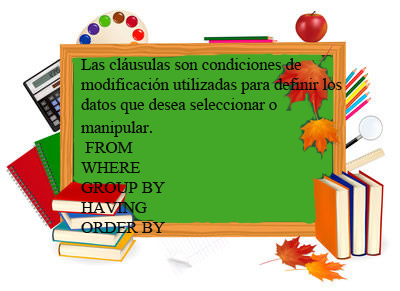 Las cláusulas son condiciones de
modificación utilizadas para definir los
datos que desea seleccionar o
manipular.
FROM
WHERE
GROUP BY
HAVING
ORDER BY